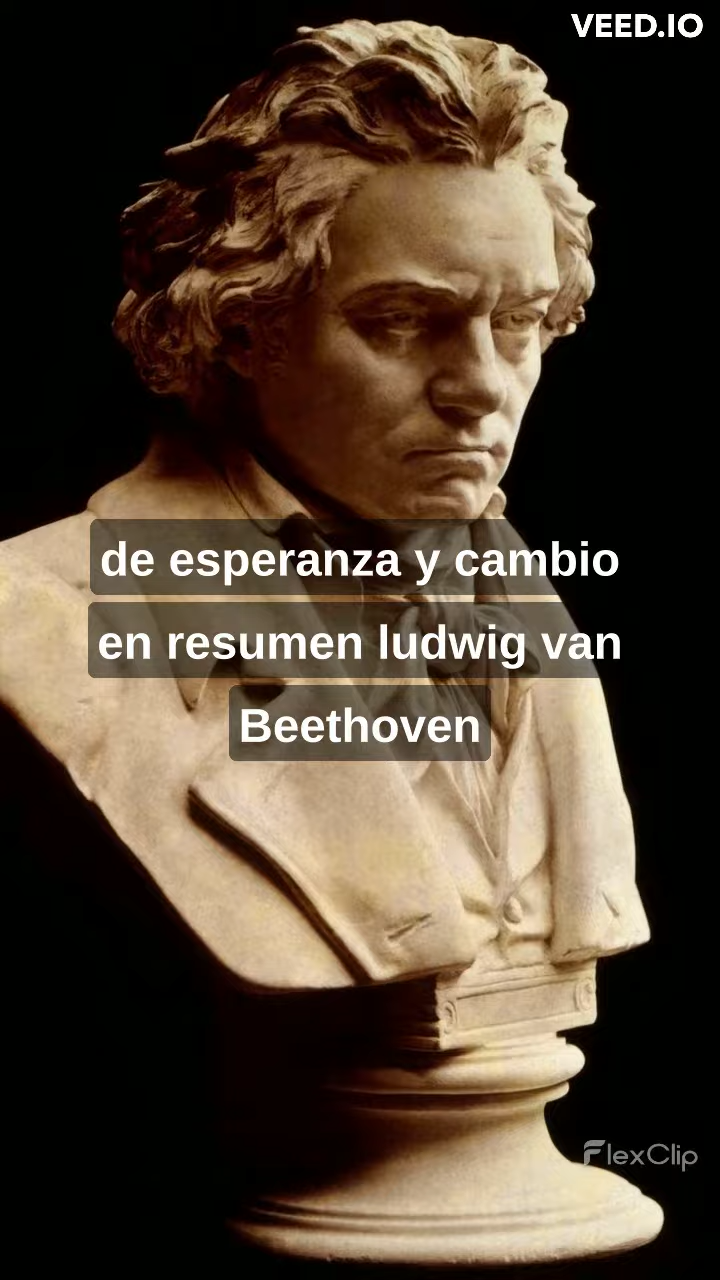 VEED.IO
de esperanza y cambio
en resumen ludwig van
Beethoven
FlexClip